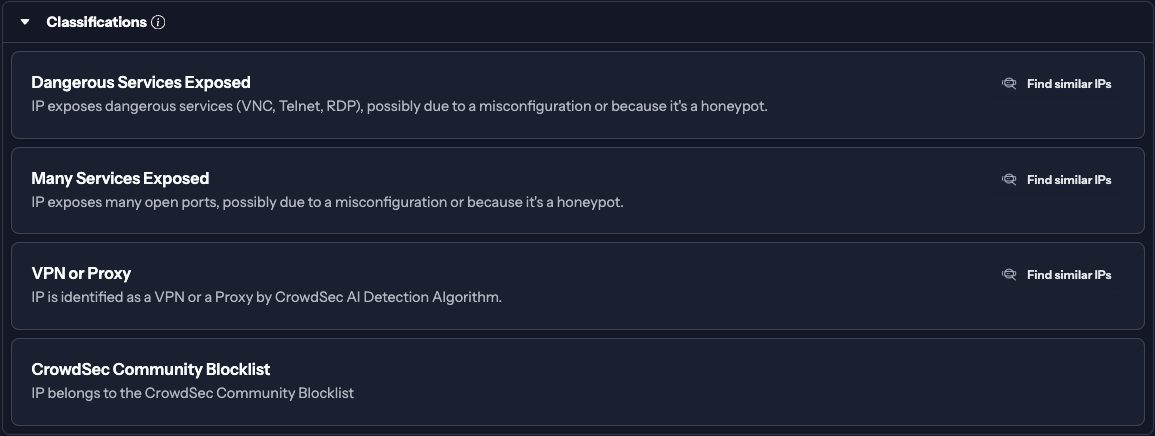 Classifications
Dangerous Services Exposed
Find similar IPs
IP exposes dangerous services (VNC, Telnet, RDP), possibly due to a misconfiguration or because it's a honeypot.
Many Services Exposed
Find similar IPs
IP exposes many open ports, possibly due to a misconfiguration or because it's a honeypot.
VPN or Proxy
Find similar IPs
IP is identified as a VPN or a Proxy by CrowdSec AI Detection Algorithm.
CrowdSec Community Blocklist
IP belongs to the CrowdSec Community Blocklist